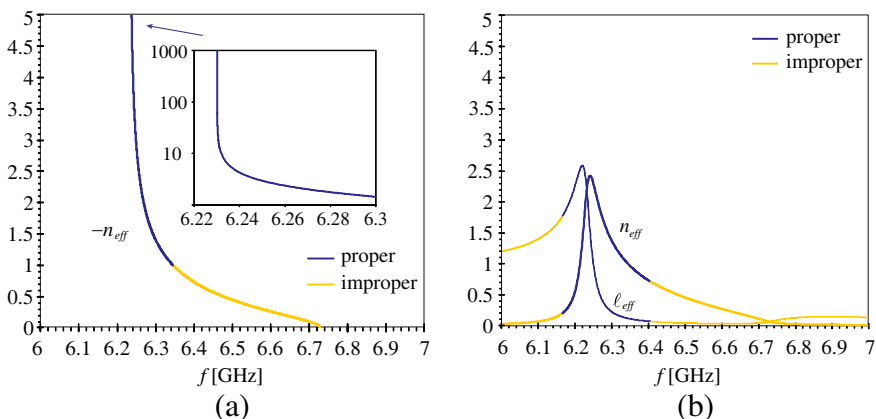 5
4.5
4
3.5
3
2.5
2
1.5
1
0.5
0
6 6.1 6.2 6.3 6.4 6.5 6.6 6.7 6.8 6.9 7
f [GHz]
−n_eff
1000
100
10
6.22 6.24 6.26 6.28 6.3
proper
improper
(a)
5
4.5
4
3.5
3
2.5
2
1.5
1
0.5
0
6 6.1 6.2 6.3 6.4 6.5 6.6 6.7 6.8 6.9 7
f [GHz]
proper
improper
n_eff
ℓ_eff
(b)